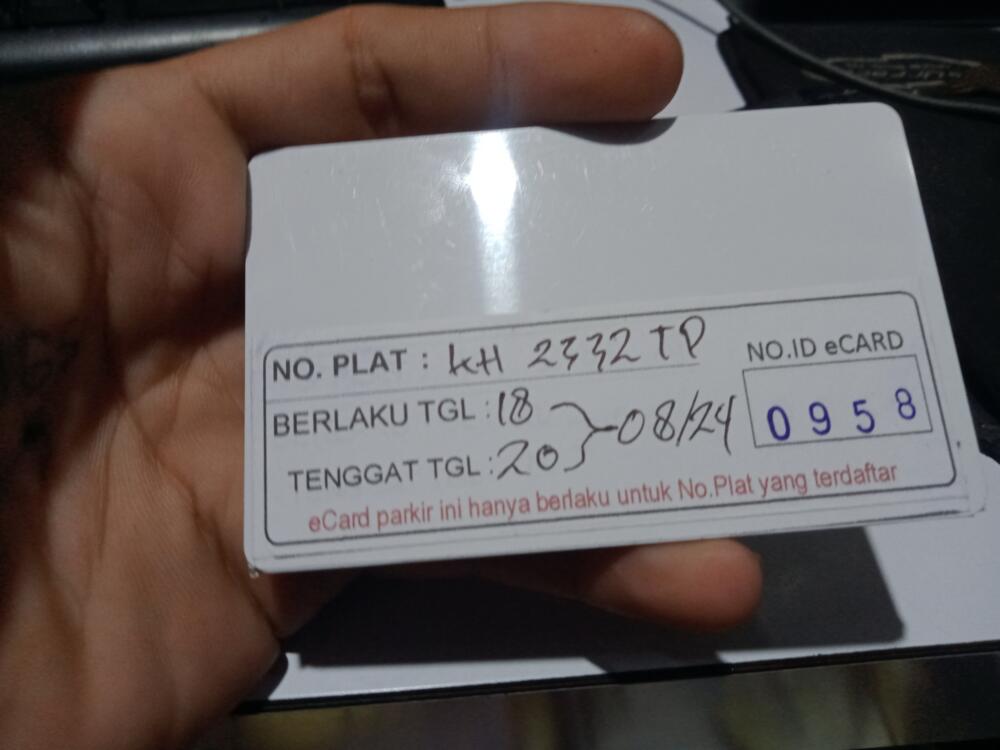 NO. PLAT : KH 2332 TP
NO.ID eCARD
BERLAKU TGL : 18
08/24
0958
TENGGAT TGL : 20
eCard parkir ini hanya berlaku untuk No.Plat yang terdaftar